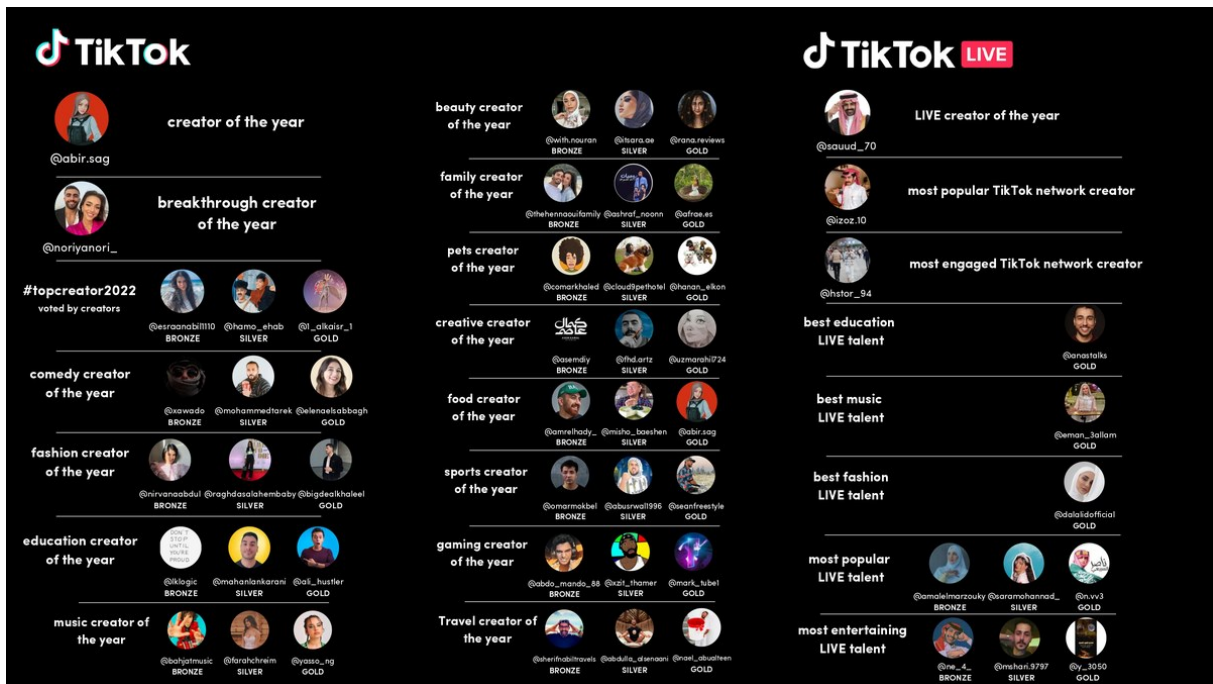 TikTok
@abir.sag
creator of the year
@noriyanori_
breakthrough creator
of the year
#topcreator2022
voted by creators
@esraanabil1110 @hamo_ehab @1_alkaisr_1
BRONZE SILVER GOLD
comedy creator
of the year
@xawado @mohammedtarek @elenaelsabbagh
BRONZE SILVER GOLD
fashion creator
of the year
@nirvanaabdul @raghdasalahembaby @bigdealkhaleel
BRONZE SILVER GOLD
education creator
of the year
DON'T
STOP
UNTIL
YOU'RE
PROUD
@lklogic @mahanlankarani @ali_hustler
BRONZE SILVER GOLD
music creator of
the year
@bahjatmusic @farahchreim @yasso_ng
BRONZE SILVER GOLD
beauty creator
of the year
@with.nouran @itsara.ae @rana.reviews
BRONZE SILVER GOLD
family creator
of the year
@thehennaouifamily @ashraf_noonn @afrae.es
BRONZE SILVER GOLD
pets creator
of the year
@comarkhaled @cloud9pethotel @hanan_elkon
BRONZE SILVER GOLD
creative creator
of the year
@asemdiy @fhd.artz @uzmarahi1724
BRONZE SILVER GOLD
food creator
of the year
@amrelhady_ @misho_baeshen @abir.sag
BRONZE SILVER GOLD
sports creator
of the year
@omarmokbel @abusrwal1996 @seanfreestyle
BRONZE SILVER GOLD
gaming creator
of the year
@abdo_mando_88 @xzit_thamer @mark_tube1
BRONZE SILVER GOLD
Travel creator of
the year
@sherifnabiltravels @abdulla_alsenaani @nael_abualteen
BRONZE SILVER GOLD
TikTok LIVE
@sauud_70
LIVE creator of the year
@izoz.10
most popular TikTok network creator
@hstor_94
most engaged TikTok network creator
best education
LIVE talent
@anastalks
GOLD
best music
LIVE talent
@eman_3allam
GOLD
best fashion
LIVE talent
@dalalidofficial
GOLD
most popular
LIVE talent
ناصر
@amalelmarzouky @saramohannad_ @n.vv3
BRONZE SILVER GOLD
most entertaining
LIVE talent
@ne_4_ @mshari.9797 @y_3050
BRONZE SILVER GOLD